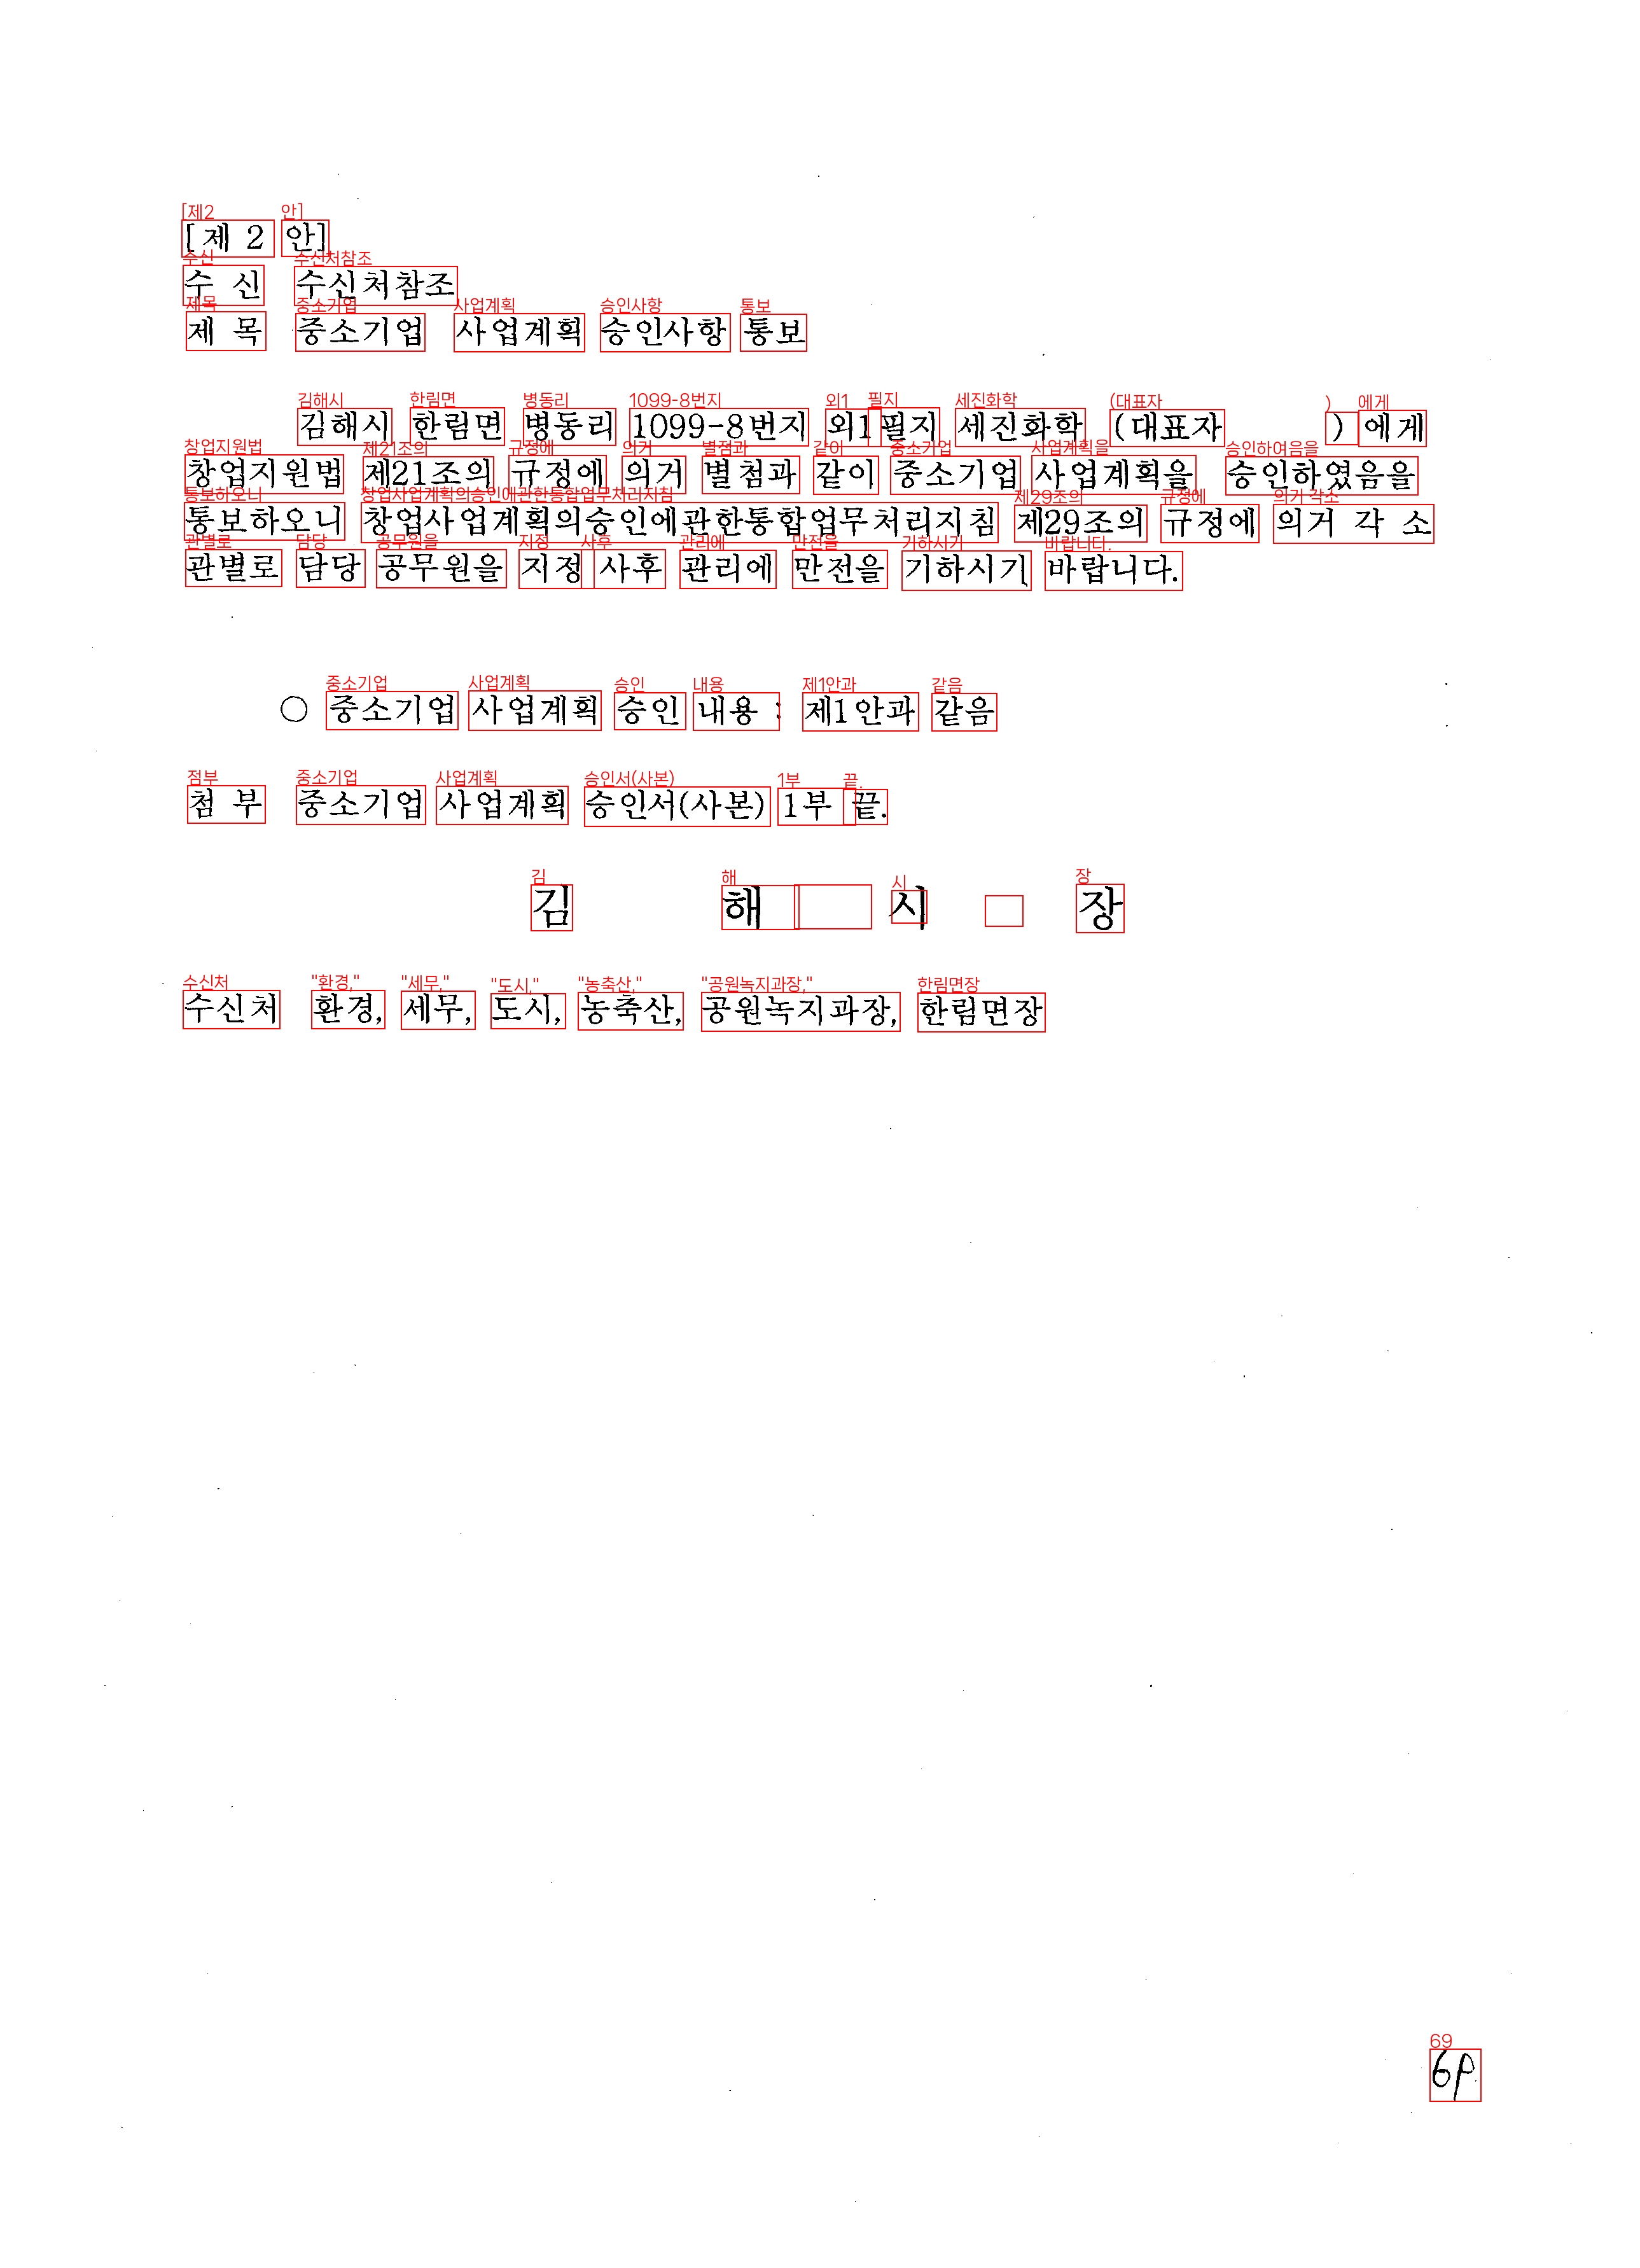 [제 2 안]
수 신 수신처참조
제 목 중소기업 사업계획 승인사항 통보
김해시 한림면 병동리 1099-8번지 외1 필지 세진화학 (대표자 ) 에게
창업지원법 제21조의 규정에 의거 별첨과 같이 중소기업 사업계획을 승인하였음을
통보하오니 창업사업계획의승인에관한통합업무처리지침 제29조의 규정에 의거 각 소
관별로 담당 공무원을 지정 사후 관리에 만전을 기하시기 바랍니다.
○ 중소기업 사업계획 승인 내용 : 제1안과 같음
첨 부 중소기업 사업계획 승인서(사본) 1부 끝.
김 해 시 장
수신처 환경, 세무, 도시, 농축산, 공원녹지과장, 한림면장
69